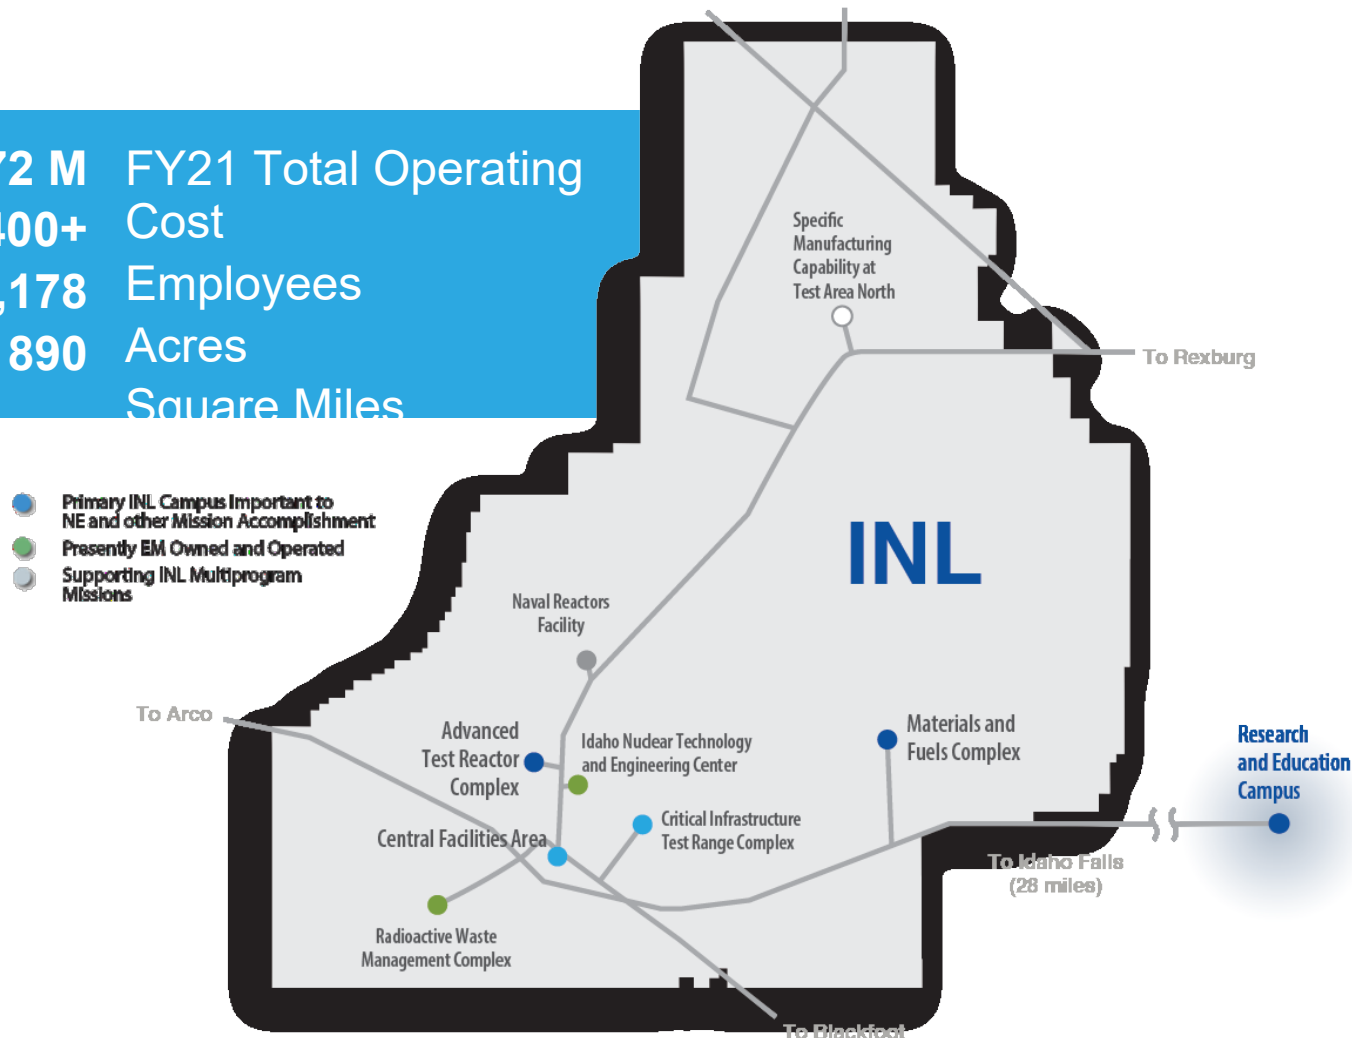 72 M FY21 Total Operating
400+ Cost
,178 Employees
890 Acres
Square Miles
Specific
Manufacturing
Capability at
Test Area North
To Rexburg
Primary INL Campus Important to
NE and other Mission Accomplishment
Presently EM Owned and Operated
Supporting INL Multiprogram
Missions
INL
Naval Reactors
Facility
To Arco
Advanced
Test Reactor
Complex
Idaho Nuclear Technology
and Engineering Center
Materials and
Fuels Complex
Research
and Education
Campus
Critical Infrastructure
Test Range Complex
Central Facilities Area
To Idaho Falls
(28 miles)
Radioactive Waste
Management Complex
To Blackfoot